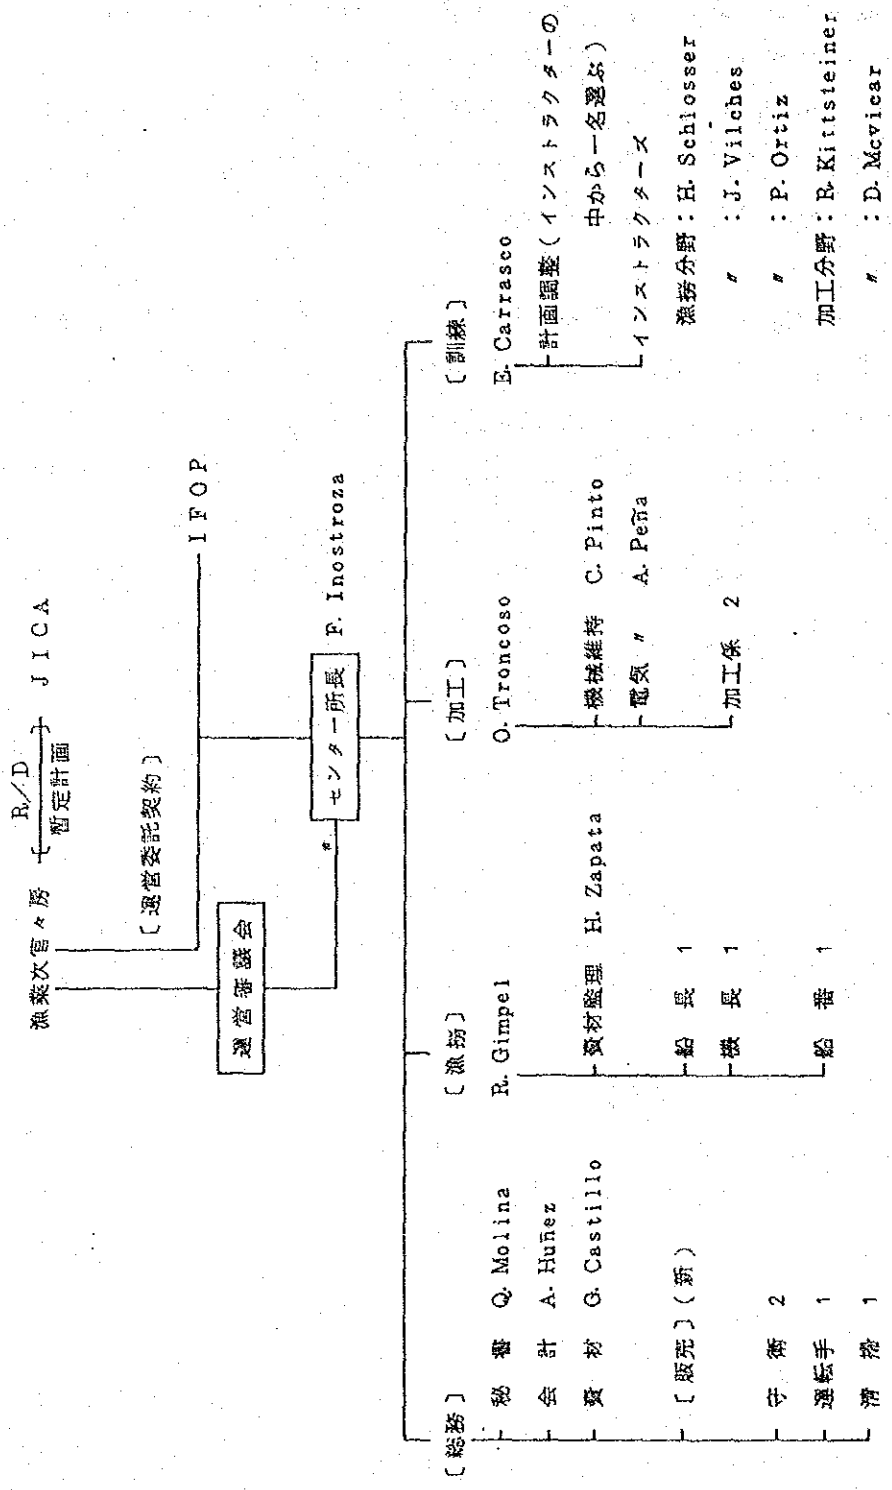 R/D
漁業次官々房 〔 〕 JICA
暫定計画
〔運営委託契約〕
IFOP
運営審議会
センター所長 F. Inostroza
〔総務〕
秘書 Q. Molina
会計 A. Huñez
資材 G. Castillo
〔販売〕(新)
守衛 2
運転手 1
清掃 1
〔漁撈〕
R. Gimpel
資材監理 H. Zapata
船長 1
機長 1
船番 1
〔加工〕
O. Troncoso
機械維持 C. Pinto
電気 〃 A. Peña
加工係 2
〔訓練〕
E. Carrasco
計画調整(インストラクターの
中から一名選ぶ)
インストラクターズ
漁撈分野:H. Schlosser
〃 :J. Vilches
〃 :P. Ortiz
加工分野:R. Kittsteiner
〃 :D. Mcvicar